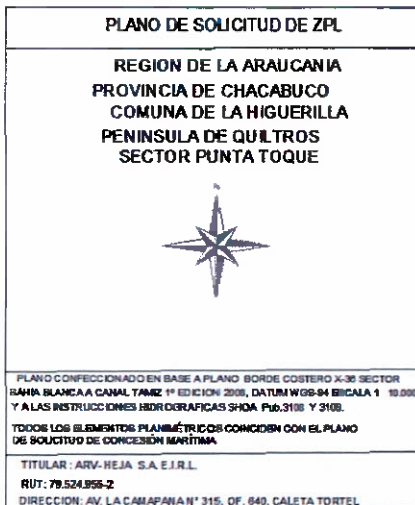 PLANO DE SOLICITUD DE ZPL
REGION DE LA ARAUCANIA
PROVINCIA DE CHACABUCO
COMUNA DE LA HIGUERILLA
PENINSULA DE QUILTROS
SECTOR PUNTA TOQUE
PLANO CONFECCIONADO EN BASE A PLANO BORDE COSTERO X-36 SECTOR
BAHIA BLANCA A CANAL TAMIZ 1º EDICION 2008, DATUM WGS-84 ESCALA 1 10.000
Y A LAS INSTRUCCIONES HIDROGRAFICAS SHOA Pub.3108 Y 3109.
TODOS LOS ELEMENTOS PLANIMÉTRICOS COINCIDEN CON EL PLANO
DE SOLICITUD DE CONCESIÓN MARÍTIMA
TITULAR: ARV-HEJA S.A E.I.R.L.
RUT: 79.524.956-2
DIRECCION: AV. LA CAMAPANA Nº 315, OF. 640, CALETA TORTEL